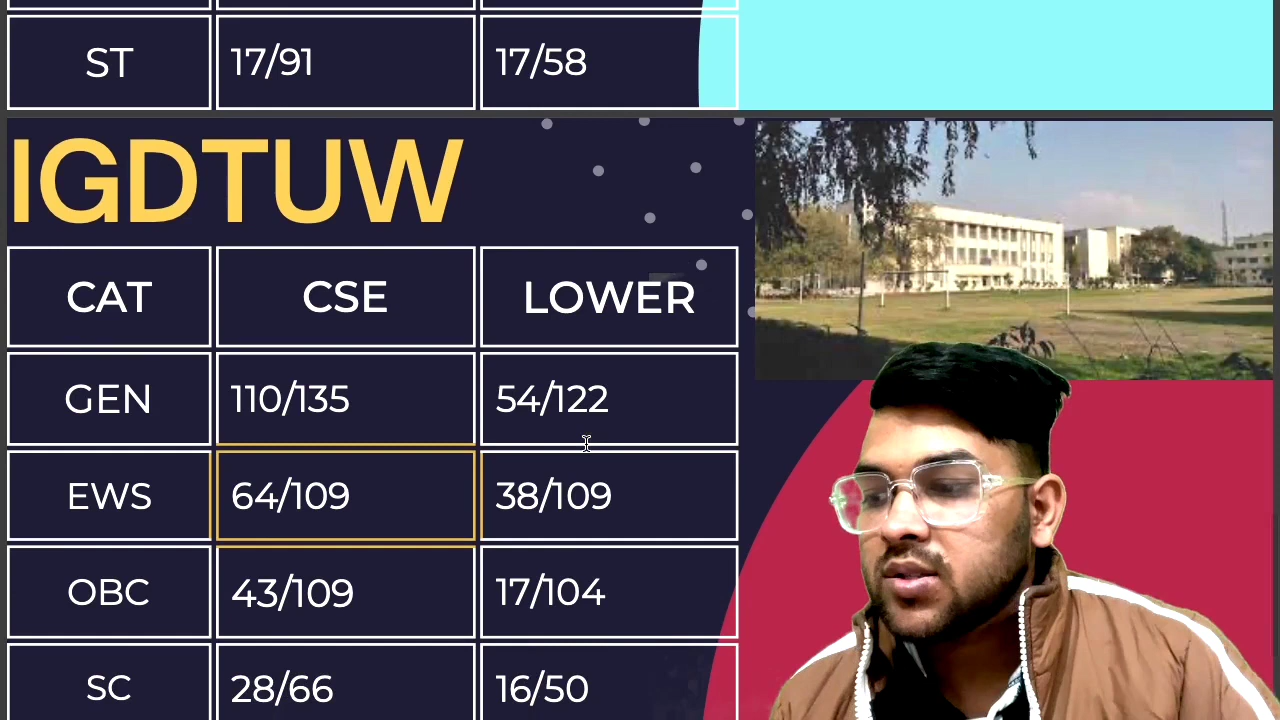 ST 17/91 17/58
IGDTUW
CAT CSE LOWER
GEN 110/135 54/122
EWS 64/109 38/109
OBC 43/109 17/104
SC 28/66 16/50